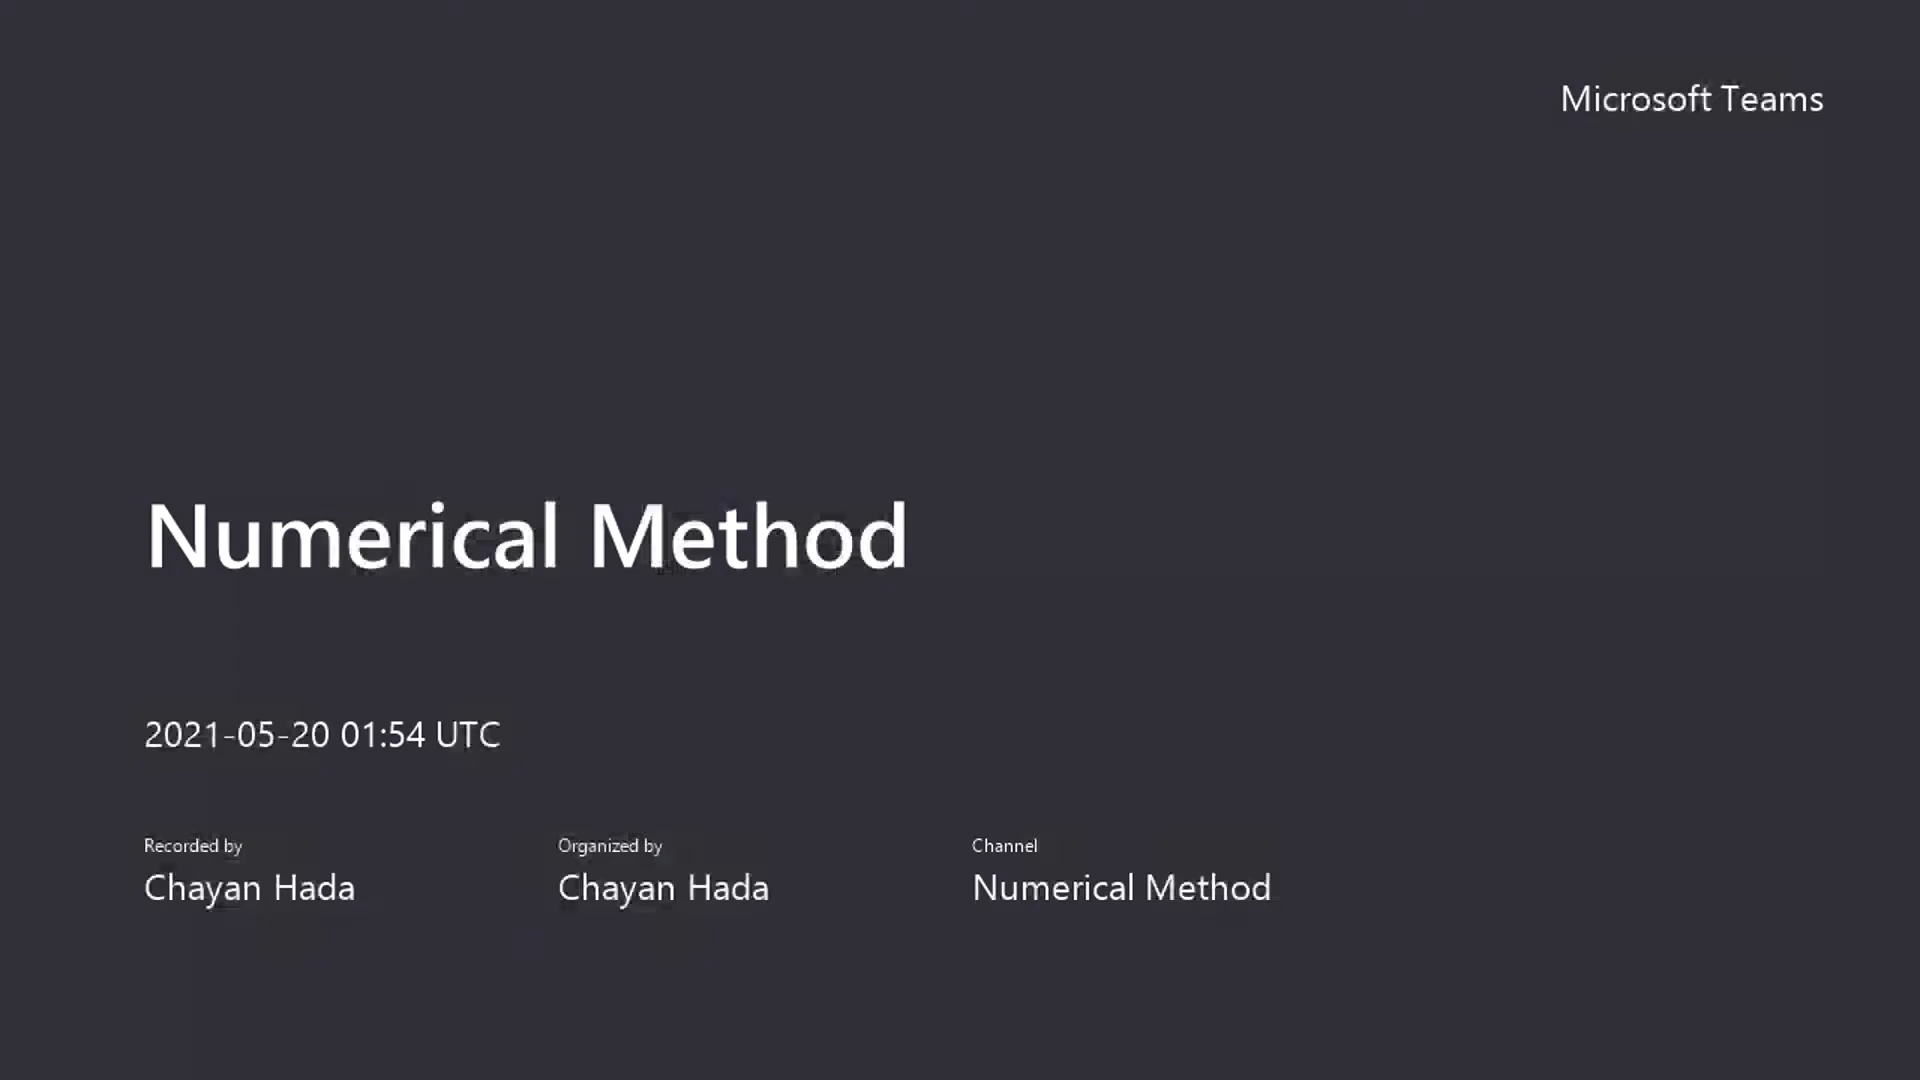 Microsoft Teams
Numerical Method
2021-05-20 01:54 UTC
Recorded by
Chayan Hada
Organized by
Chayan Hada
Channel
Numerical Method